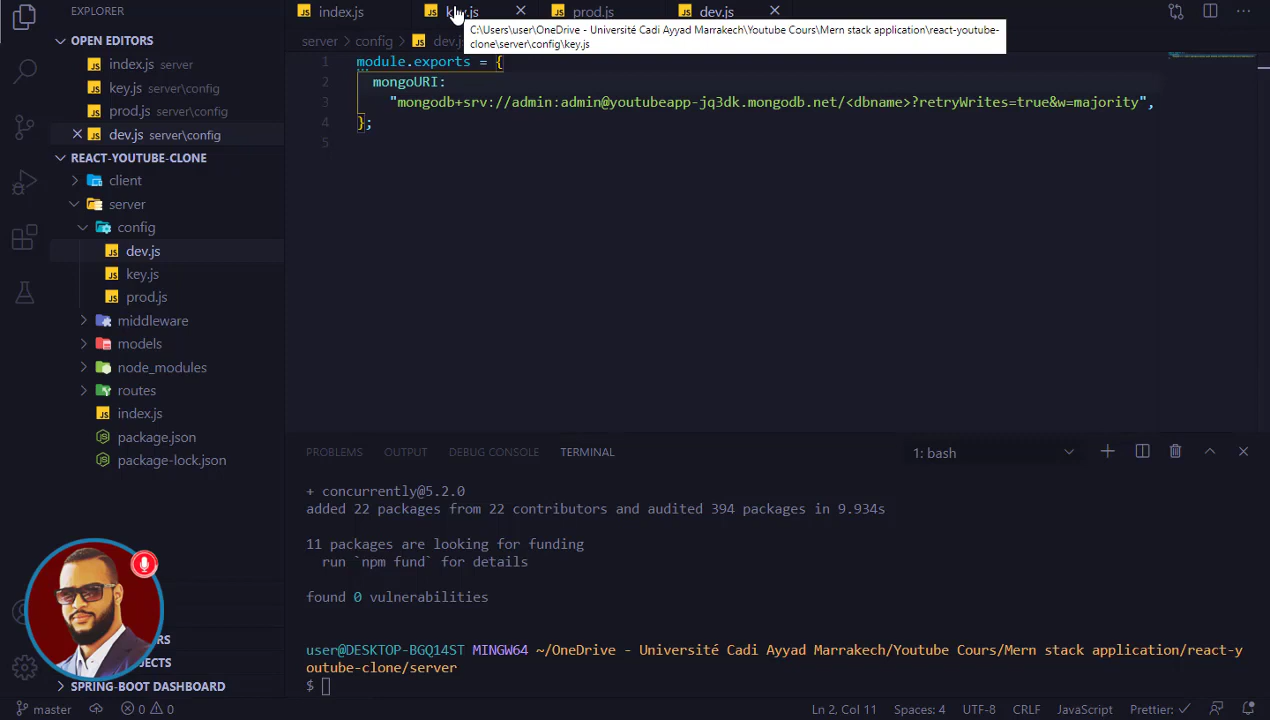 index.js
key.js
prod.js
dev.js
C:\Users\user\OneDrive - Université Cadi Ayyad Marrakech\Youtube Cours\Mern stack application\react-youtube-
clone\server\config\key.js
server
config
EXPLORER
OPEN EDITORS
index.js server
key.js server\config
prod.js server\config
dev.js server\config
REACT-YOUTUBE-CLONE
client
server
config
dev.js
key.js
prod.js
middleware
models
node_modules
routes
index.js
package.json
package-lock.json
SPRING-BOOT DASHBOARD
1 module.exports = {
2 mongoURI:
3 "mongodb+srv://admin:admin@youtubeapp-jq3dk.mongodb.net/<dbname>?retryWrites=true&w=majority",
4 };
5
PROBLEMS OUTPUT DEBUG CONSOLE TERMINAL
1: bash
+ concurrently@5.2.0
added 22 packages from 22 contributors and audited 394 packages in 9.934s
11 packages are looking for funding
run `npm fund` for details
found 0 vulnerabilities
user@DESKTOP-BGQ14ST MINGW64 ~/OneDrive - Université Cadi Ayyad Marrakech/Youtube Cours/Mern stack application/react-y
outube-clone/server
$
master
0 0
Ln 2, Col 11
Spaces: 4
UTF-8
CRLF
JavaScript
Prettier: